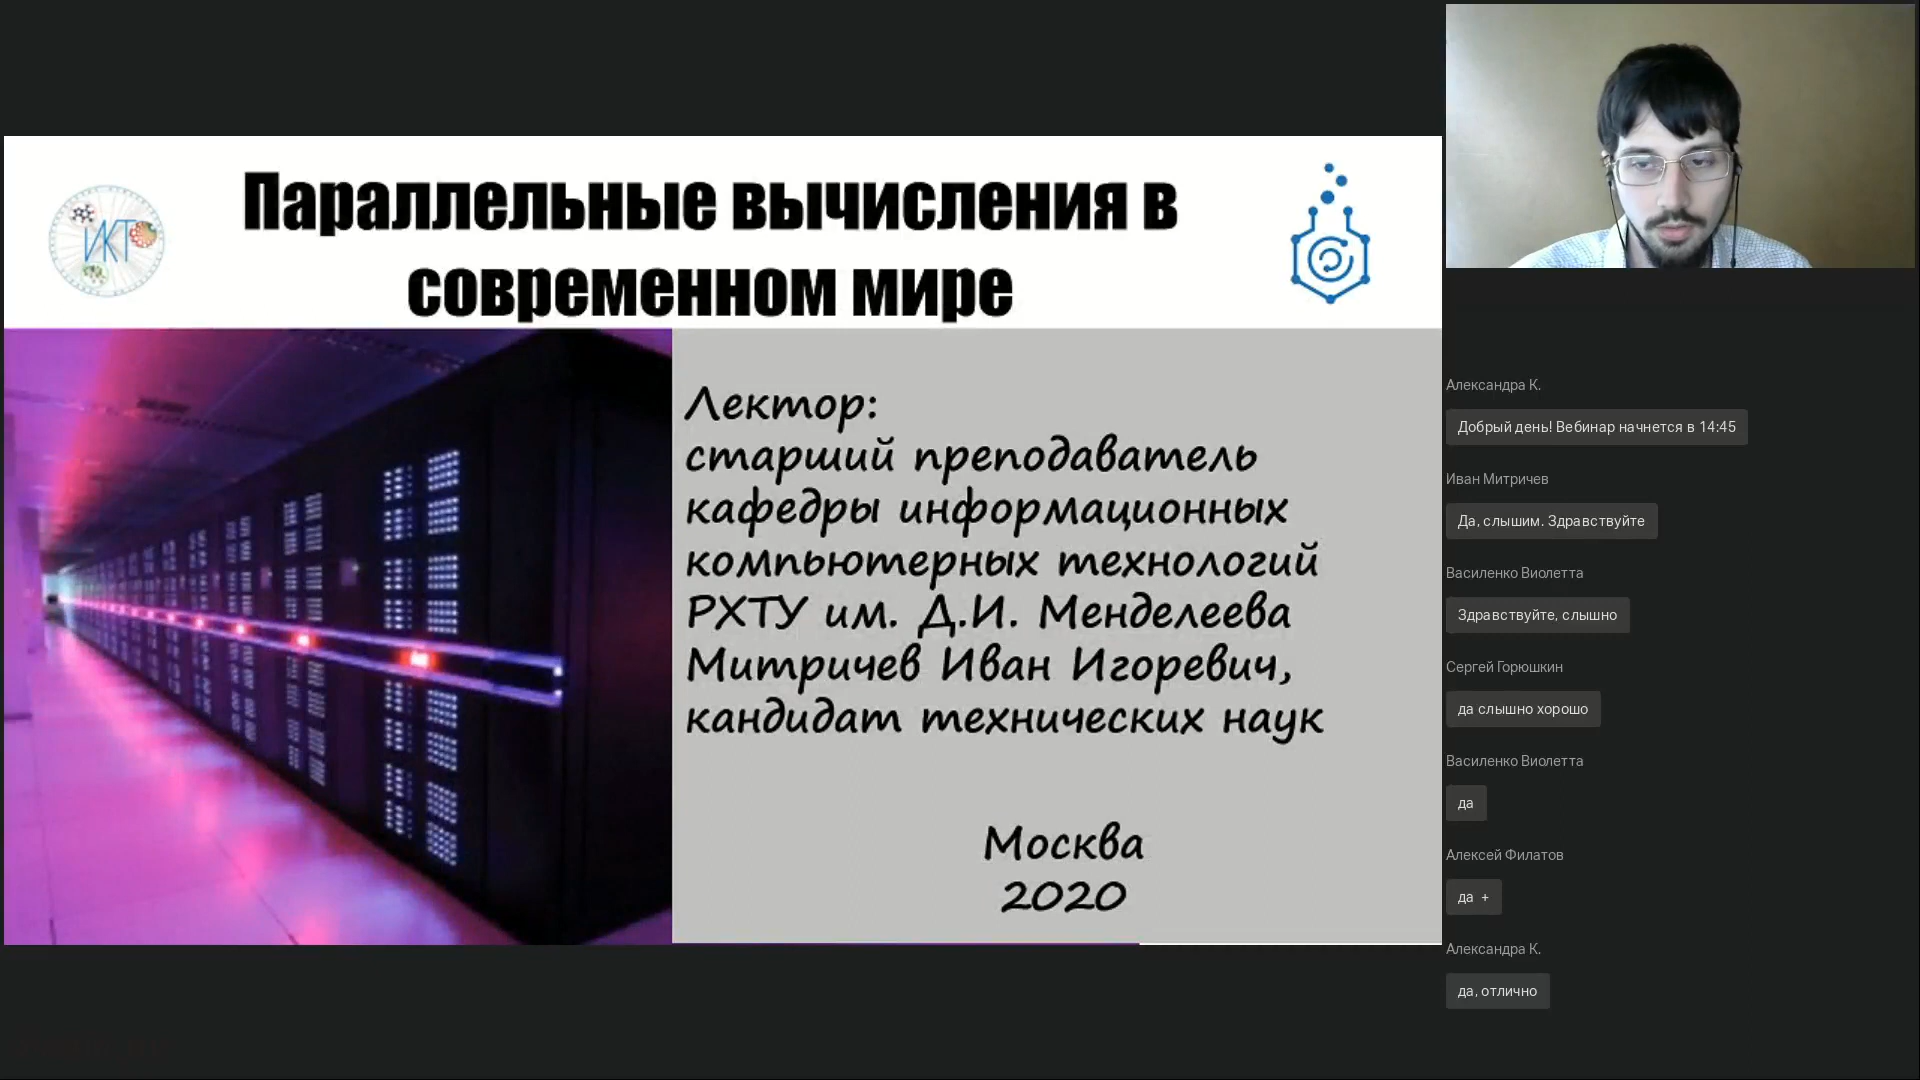 ИКТ
Параллельные вычисления в
современном мире
Лектор:
старший преподаватель
кафедры информационных
компьютерных технологий
РХТУ им. Д.И. Менделеева
Митричев Иван Игоревич,
кандидат технических наук
Москва
2020
Александра К.
Добрый день! Вебинар начнется в 14:45
Иван Митричев
Да, слышим. Здравствуйте
Василенко Виолетта
Здравствуйте, слышно
Сергей Горюшкин
да слышно хорошо
Василенко Виолетта
да
Алексей Филатов
да +
Александра К.
да, отлично